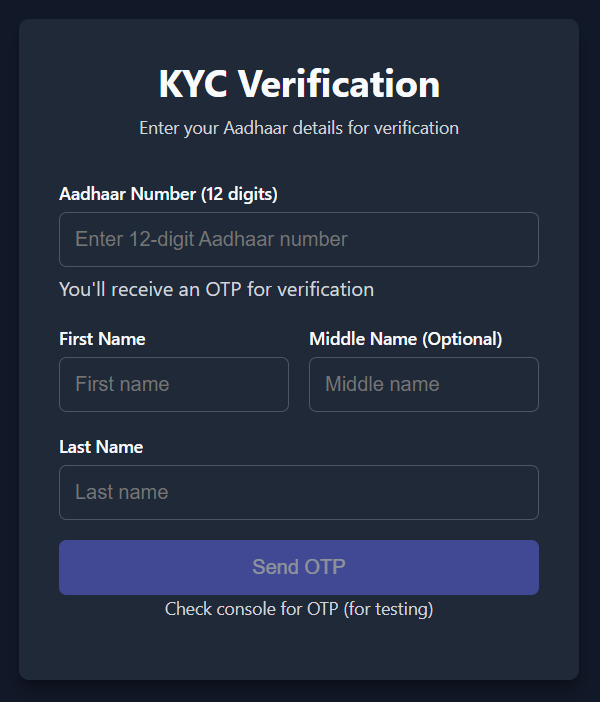 KYC Verification
Enter your Aadhaar details for verification
Aadhaar Number (12 digits)
Enter 12-digit Aadhaar number
You'll receive an OTP for verification
First Name
Middle Name (Optional)
First name
Middle name
Last Name
Last name
Send OTP
Check console for OTP (for testing)